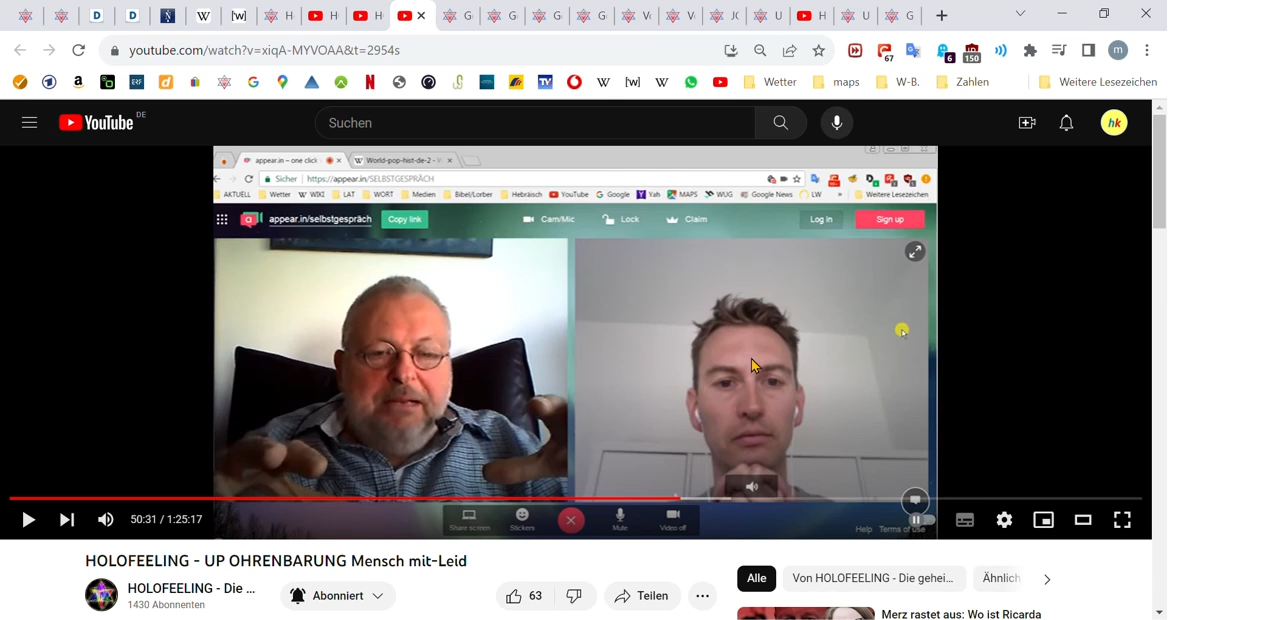 youtube.com/watch?v=xiqA-MYVOAA&t=2954s
67
6
150
m
Wetter
maps
W-B.
Zahlen
Weitere Lesezeichen
YouTube DE
Suchen
hk
appear.in – one click
World-pop-hist-de-2 -
Sicher https://appear.in/SELBSTGESPRÄCH
AKTUELL Wetter WIKI LAT WORT Medien Bibel/Lorber Hebräisch YouTube Google Yah MAPS WUG Google News LW » Weitere Lesezeichen
appear.in/selbstgespräch Copy link Cam/Mic Lock Claim Log in Sign up
Share screen Stickers Mute Video off
Help Terms of use
50:31 / 1:25:17
HOLOFEELING - UP OHRENBARUNG Mensch mit-Leid
HOLOFEELING - Die ...
1430 Abonnenten
Abonniert
63
Teilen
Alle
Von HOLOFEELING - Die gehei...
Ähnlich
Merz rastet aus: Wo ist Ricarda